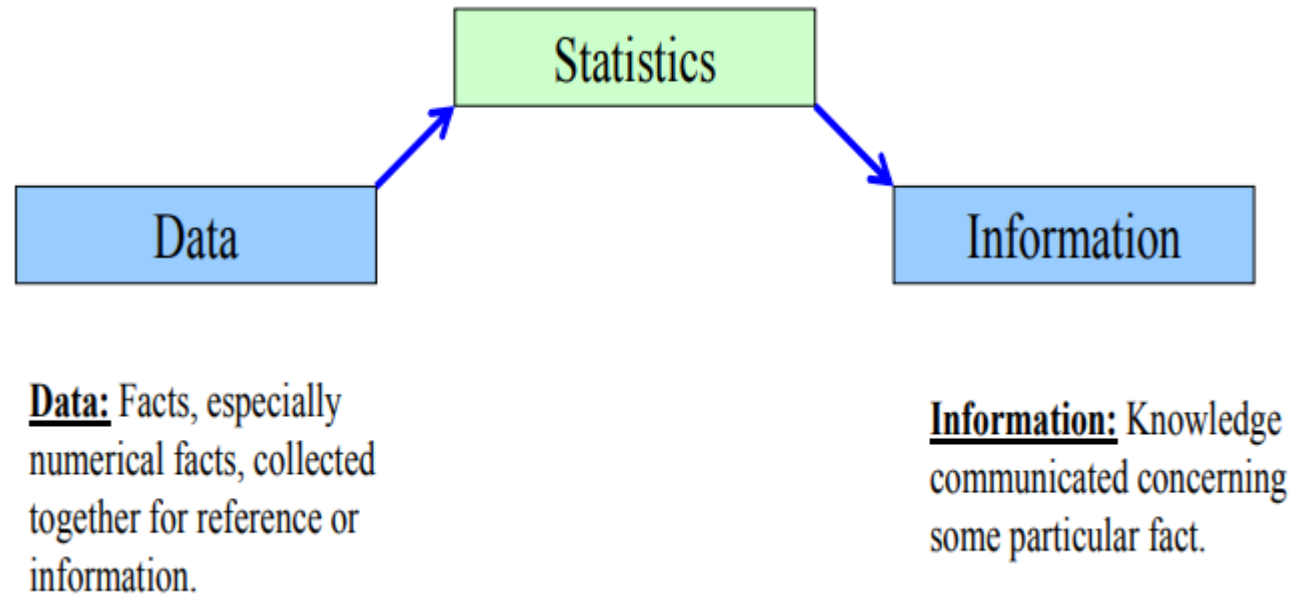 Statistics
Data
Information
Data: Facts, especially
numerical facts, collected
together for reference or
information.
Information: Knowledge
communicated concerning
some particular fact.